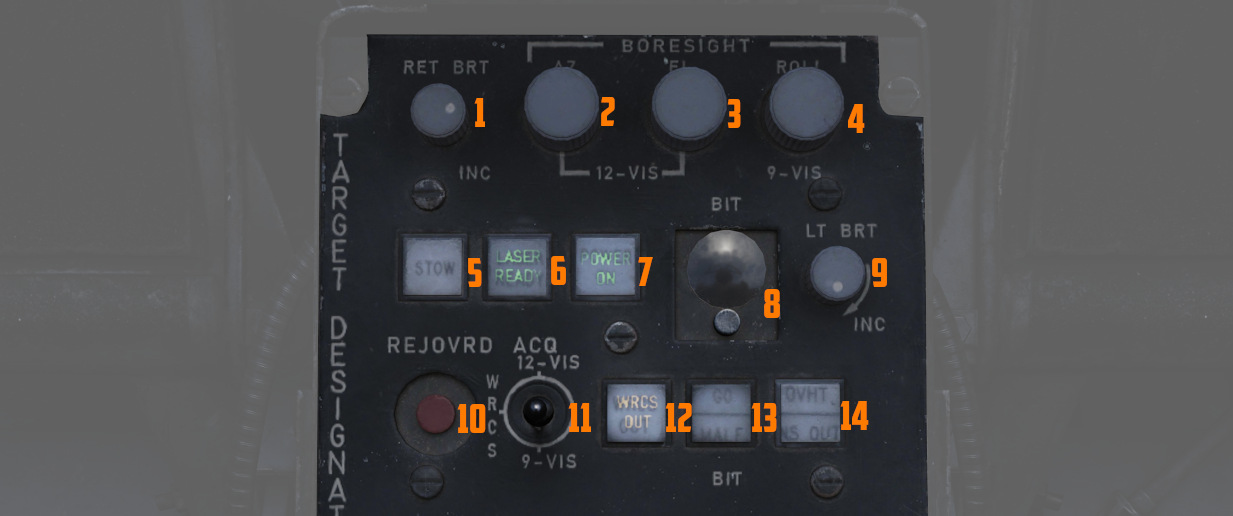 BORESIGHT
RET BRT AZ EL ROLL
1 2 3 4
INC 12-VIS 9-VIS
TARGET DESIGNAT
BIT
LT BRT
STOW 5 LASER READY 6 POWER ON 7 8 9
INC
REJOVRD ACQ
12-VIS
WRCS
10 11 WRCS OUT 12 GO MALF 13 OVHT 14
9-VIS
BIT